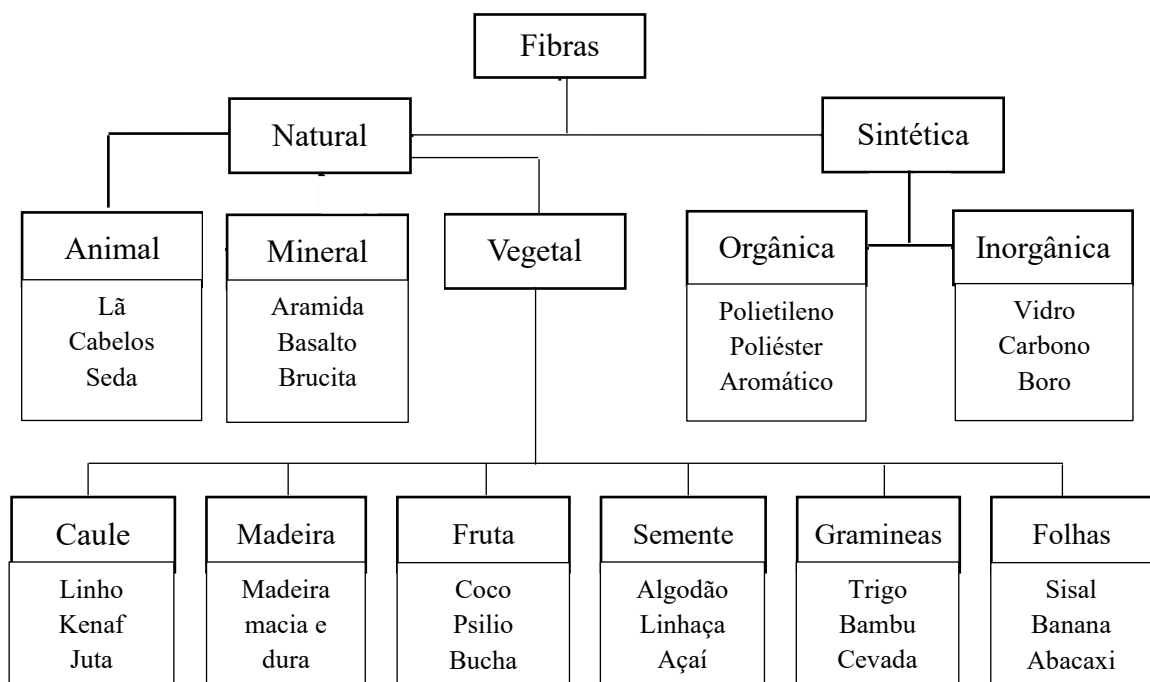 Fibras
Natural
Sintética
Animal
Lã
Cabelos
Seda
Mineral
Aramida
Basalto
Brucita
Vegetal
Orgânica
Polietileno
Poliéster
Aromático
Inorgânica
Vidro
Carbono
Boro
Caule
Linho
Kenaf
Juta
Madeira
Madeira
macia e
dura
Fruta
Coco
Psilio
Bucha
Semente
Algodão
Linhaça
Açaí
Gramineas
Trigo
Bambu
Cevada
Folhas
Sisal
Banana
Abacaxi